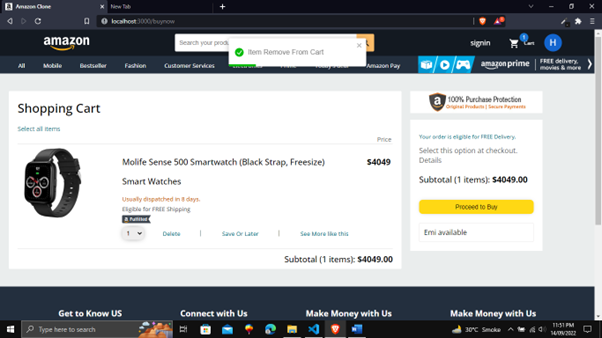 Amazon Clone
New Tab
localhost:3000/buynow
amazon
Search your produ
Item Remove From Cart
signin
1
Cart
H
All Mobile Bestseller Fashion Customer Services Amazon Pay
amazon prime
FREE delivery,
movies & more
Shopping Cart
Select all items
Price
Molife Sense 500 Smartwatch (Black Strap, Freesize) $4049
Smart Watches
Usually dispatched in 8 days.
Eligible for FREE Shipping
Fulfilled
1 Delete | Save Or Later | See More like this
Subtotal (1 items): $4049.00
100% Purchase Protection
Original Products | Secure Payments
Your order is eligible for FREE Delivery.
Select this option at checkout.
Details
Subtotal (1 items): $4049.00
Proceed to Buy
Emi available
Get to Know US Connect with Us Make Money with Us Make Money with Us
Type here to search
30°C Smoke
11:51 PM
14/09/2022